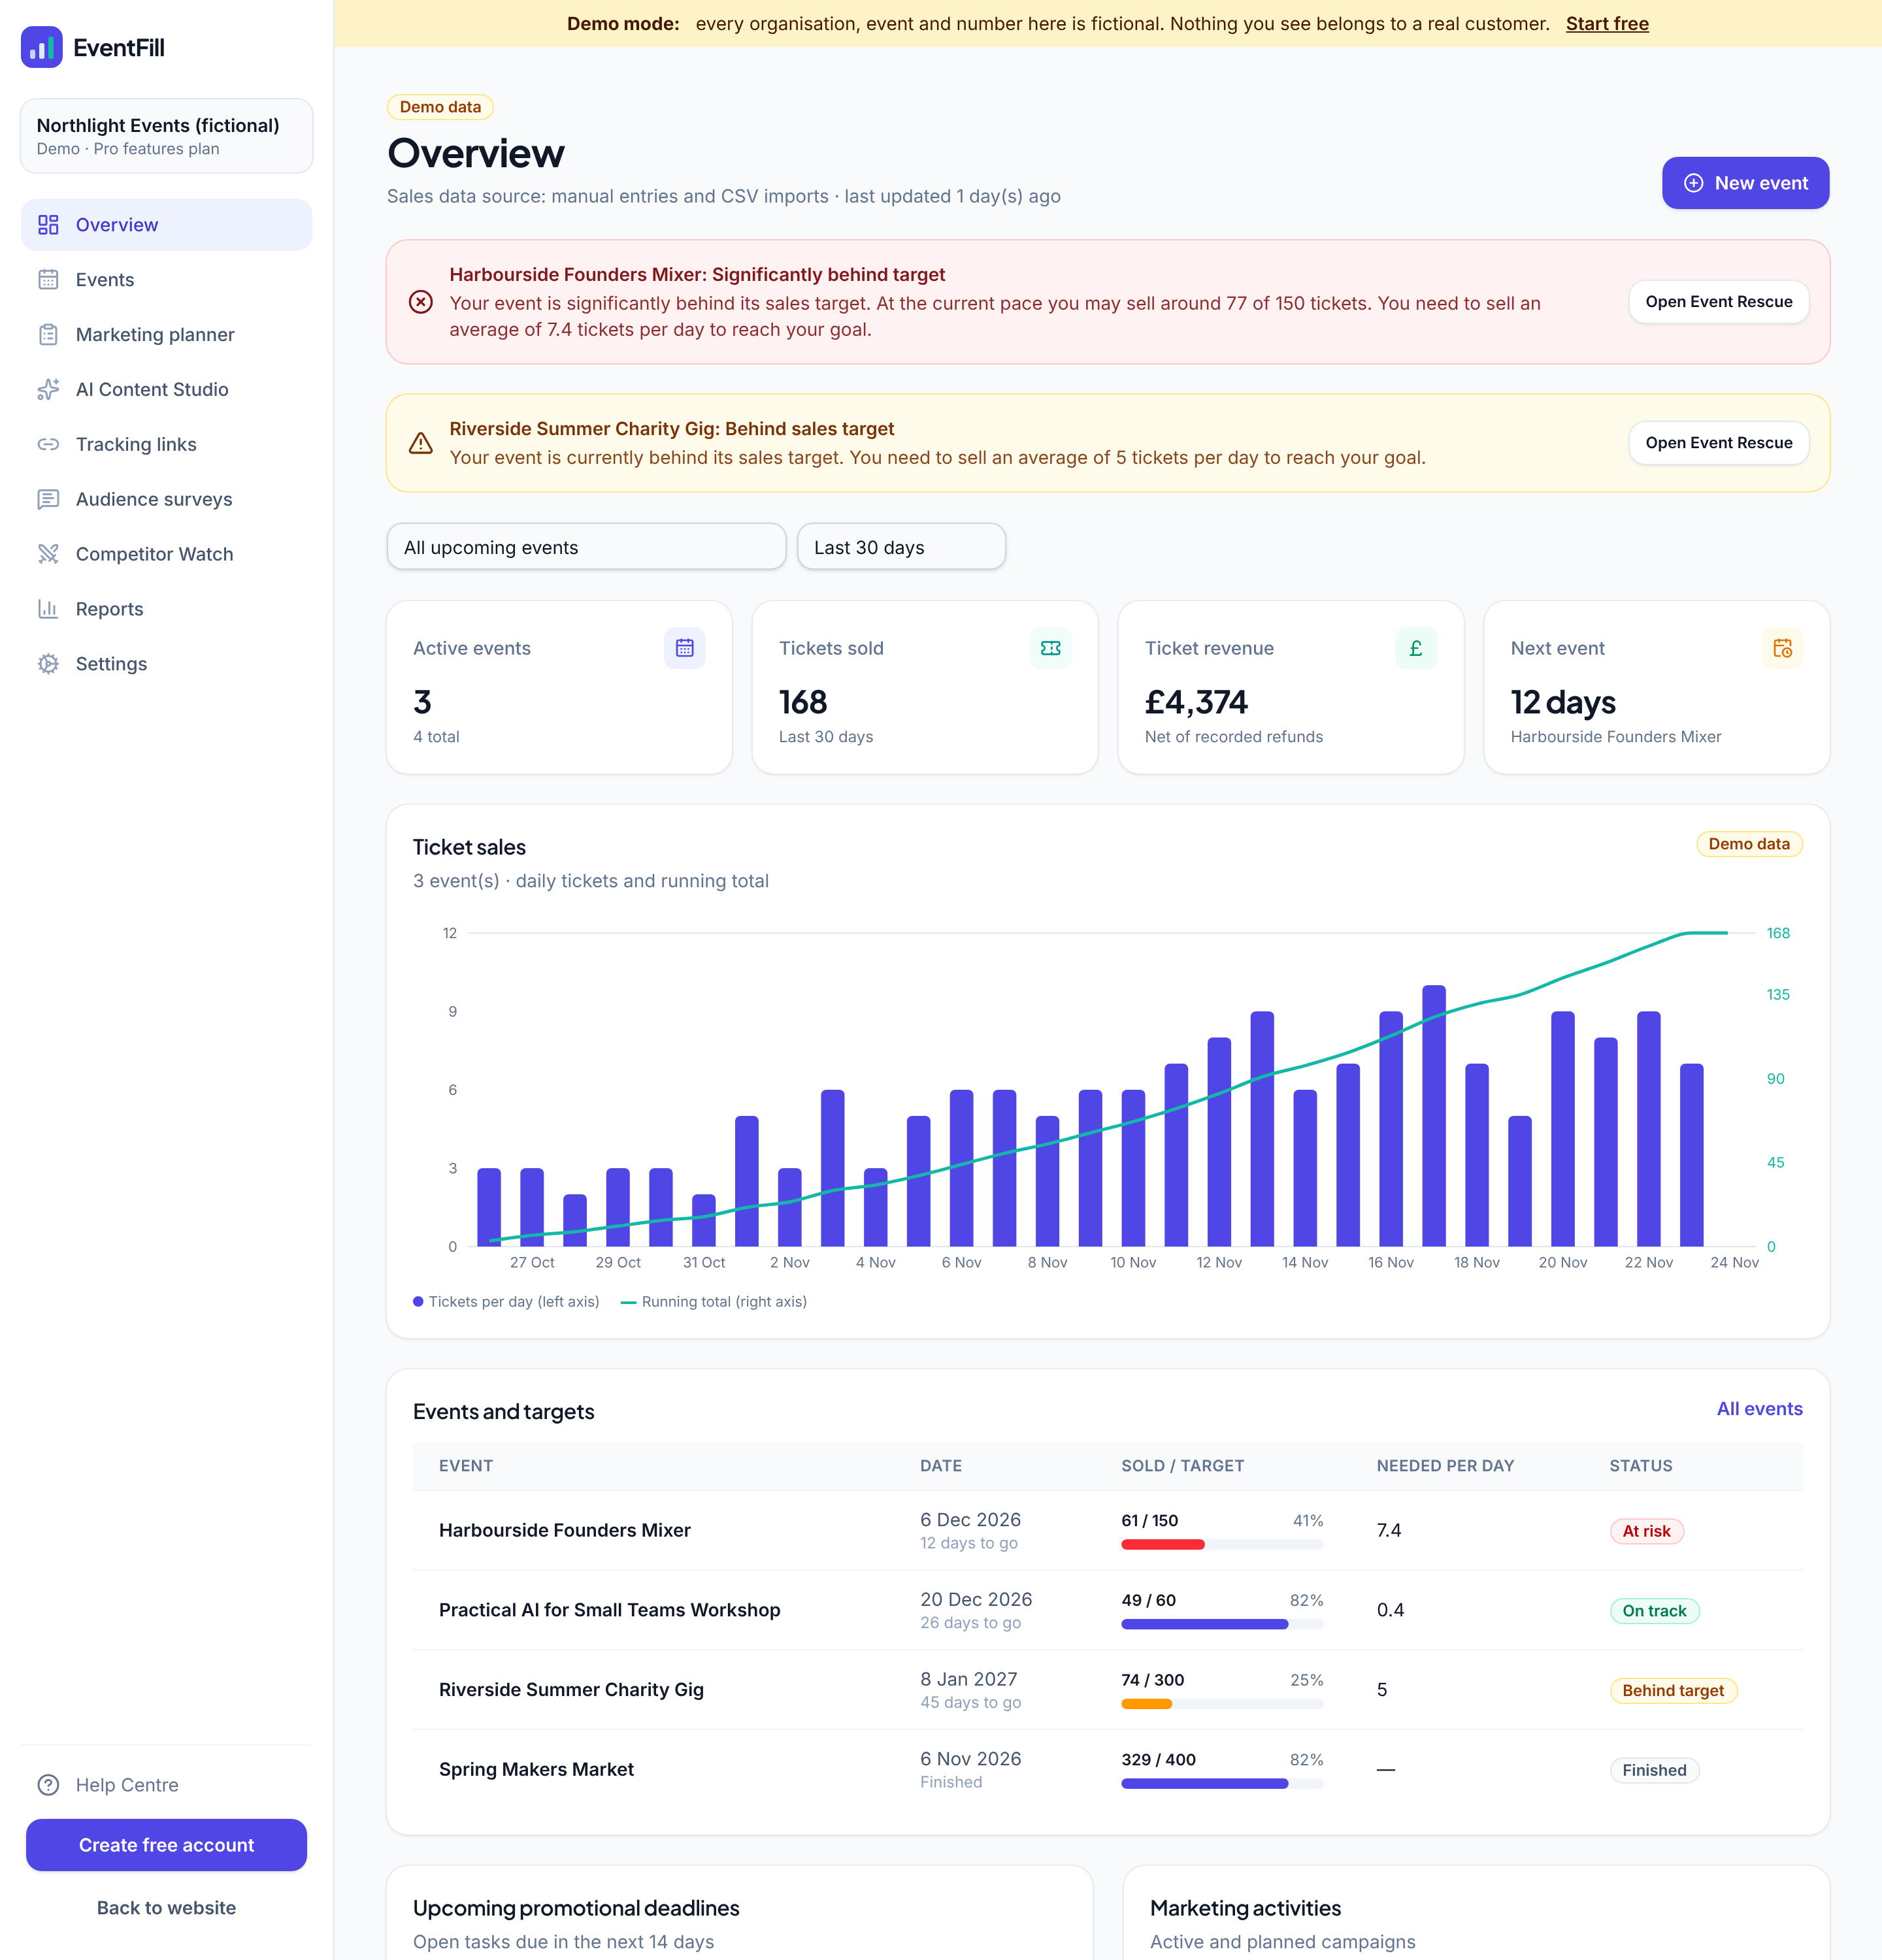 EventFill
Northlight Events (fictional)
Demo · Pro features plan
Overview
Events
Marketing planner
AI Content Studio
Tracking links
Audience surveys
Competitor Watch
Reports
Settings
Help Centre
Create free account
Back to website
Demo mode: every organisation, event and number here is fictional. Nothing you see belongs to a real customer. Start free
Demo data
Overview
Sales data source: manual entries and CSV imports · last updated 1 day(s) ago
New event
Harbourside Founders Mixer: Significantly behind target
Your event is significantly behind its sales target. At the current pace you may sell around 77 of 150 tickets. You need to sell an
average of 7.4 tickets per day to reach your goal.
Open Event Rescue
Riverside Summer Charity Gig: Behind sales target
Your event is currently behind its sales target. You need to sell an average of 5 tickets per day to reach your goal.
Open Event Rescue
All upcoming events
Last 30 days
Active events
3
4 total
Tickets sold
168
Last 30 days
Ticket revenue
£
£4,374
Net of recorded refunds
Next event
12 days
Harbourside Founders Mixer
Ticket sales
Demo data
3 event(s) · daily tickets and running total
12
9
6
3
0
168
135
90
45
0
27 Oct 29 Oct 31 Oct 2 Nov 4 Nov 6 Nov 8 Nov 10 Nov 12 Nov 14 Nov 16 Nov 18 Nov 20 Nov 22 Nov 24 Nov
Tickets per day (left axis) Running total (right axis)
Events and targets
All events
EVENT DATE SOLD / TARGET NEEDED PER DAY STATUS
Harbourside Founders Mixer
6 Dec 2026
12 days to go
61 / 150 41%
7.4
At risk
Practical AI for Small Teams Workshop
20 Dec 2026
26 days to go
49 / 60 82%
0.4
On track
Riverside Summer Charity Gig
8 Jan 2027
45 days to go
74 / 300 25%
5
Behind target
Spring Makers Market
6 Nov 2026
Finished
329 / 400 82%
—
Finished
Upcoming promotional deadlines
Open tasks due in the next 14 days
Marketing activities
Active and planned campaigns